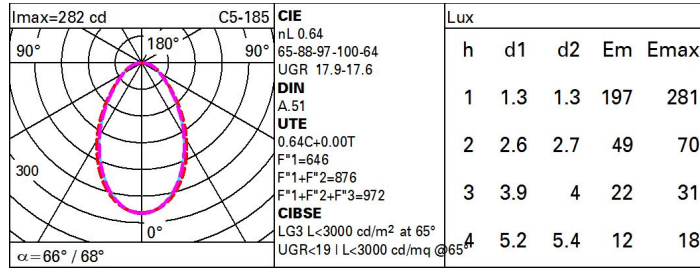 Imax=282 cd C5-185
90° 180° 90°
300
0°
α=66° / 68°
CIE
nL 0.64
65-88-97-100-64
UGR 17.9-17.6
DIN
A.51
UTE
0.64C+0.00T
F"1=646
F"1+F"2=876
F"1+F"2+F"3=972
CIBSE
LG3 L<3000 cd/m² at 65°
UGR<19 | L<3000 cd/mq @65°
Lux
h d1 d2 Em Emax
1 1.3 1.3 197 281
2 2.6 2.7 49 70
3 3.9 4 22 31
4 5.2 5.4 12 18